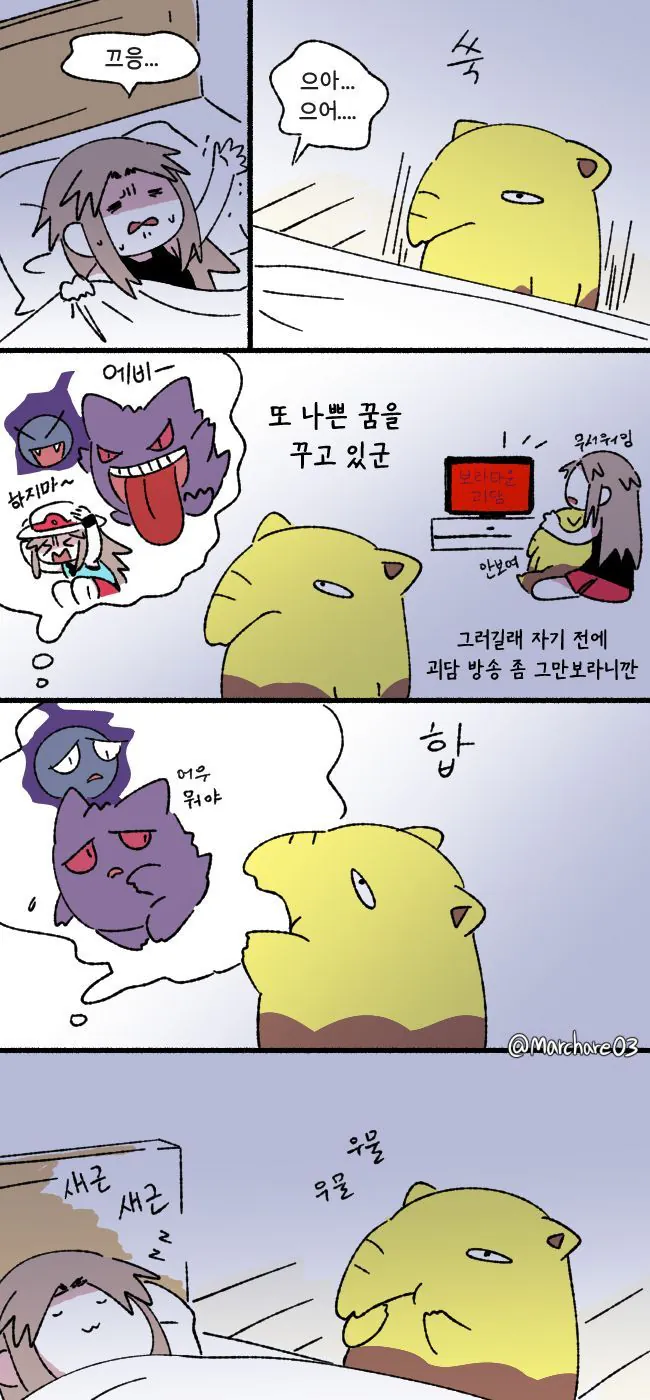 끄응...
으아...
으어....
쑥
에비ー
하지마~
또 나쁜 꿈을
꾸고 있군
무서워잉
보라타운
괴담
안보여
그러길래 자기 전에
괴담 방송 좀 그만보라니깐
합
어우
뭐야
@Marchare03
새근
새근
z
z
우물
우물